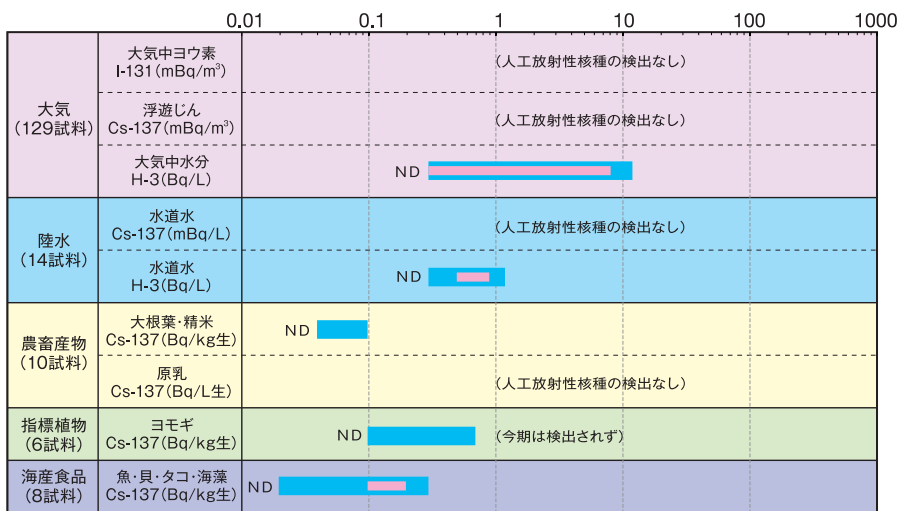 0.01 0.1 1 10 100 1000
大気
(129試料)
大気中ヨウ素
I-131(mBq/m³)
(人工放射性核種の検出なし)
浮遊じん
Cs-137(mBq/m³)
(人工放射性核種の検出なし)
大気中水分
H-3(Bq/L)
ND
陸水
(14試料)
水道水
Cs-137(mBq/L)
(人工放射性核種の検出なし)
水道水
H-3(Bq/L)
ND
農畜産物
(10試料)
大根葉・精米
Cs-137(Bq/kg生)
ND
原乳
Cs-137(Bq/L生)
(人工放射性核種の検出なし)
指標植物
(6試料)
ヨモギ
Cs-137(Bq/kg生)
ND
(今期は検出されず)
海産食品
(8試料)
魚・貝・タコ・海藻
Cs-137(Bq/kg生)
ND